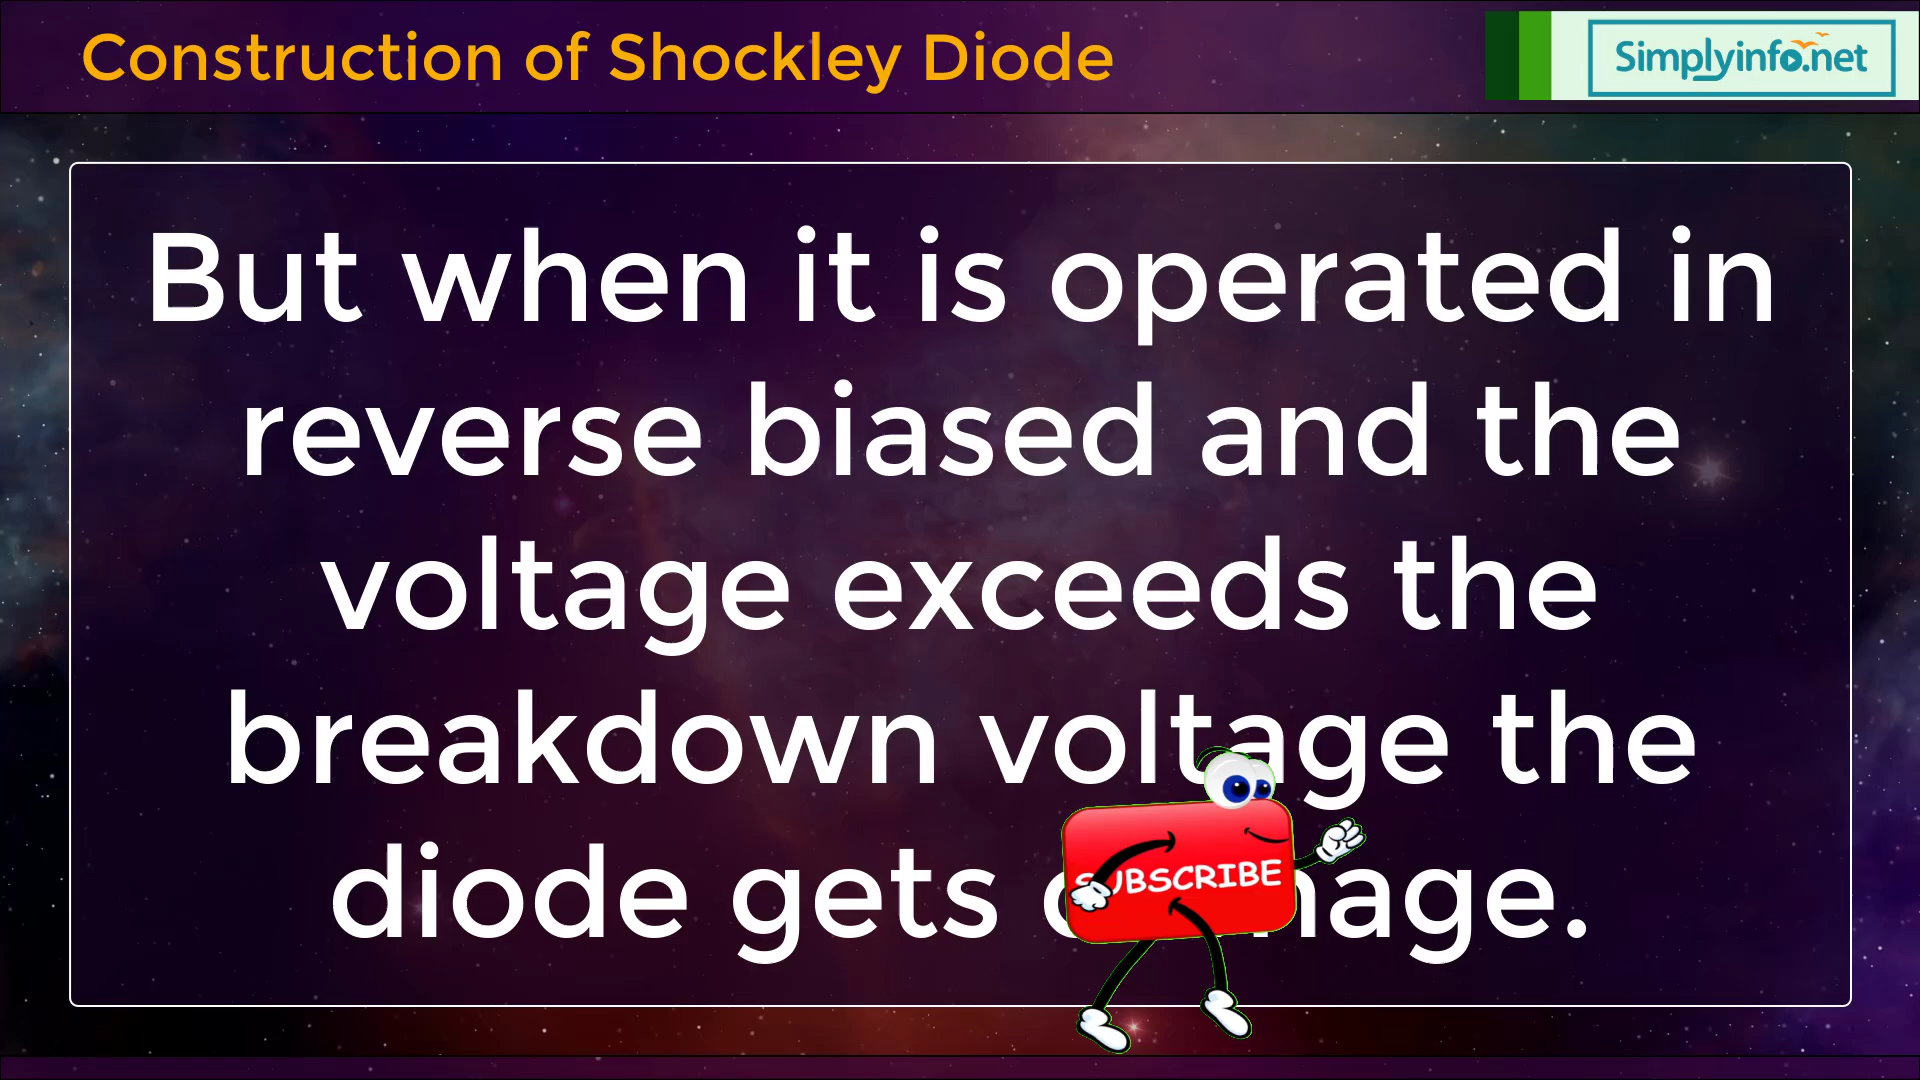 Construction of Shockley Diode
Simplyinfo.net
But when it is operated in
reverse biased and the
voltage exceeds the
breakdown voltage the
diode gets
SUBSCRIBE